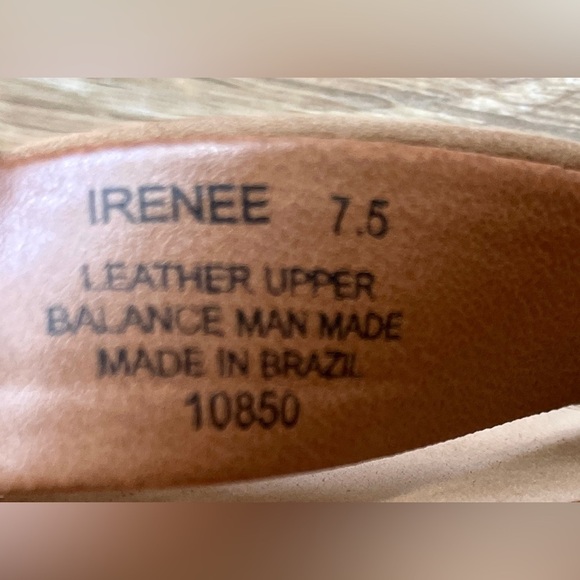 IRENEE 7.5
LEATHER UPPER
BALANCE MAN MADE
MADE IN BRAZIL
10850